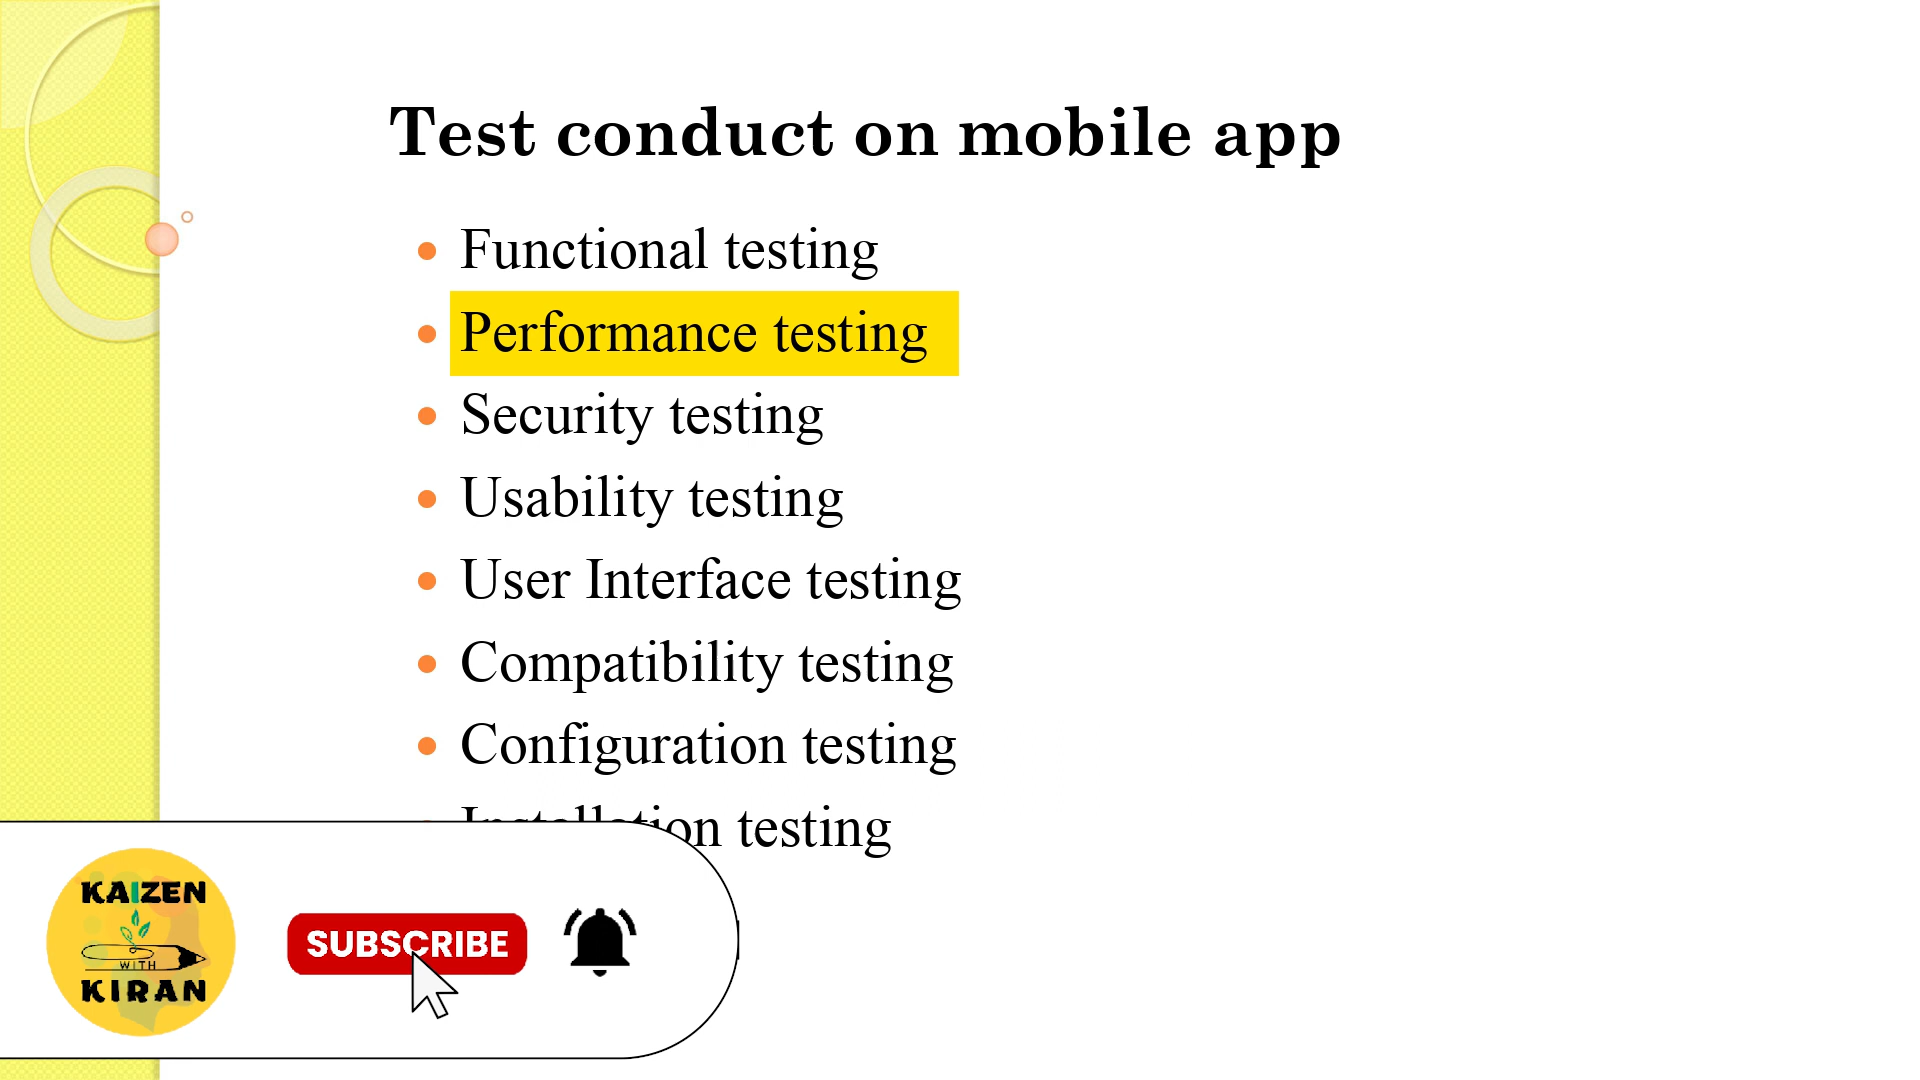 Test conduct on mobile app
Functional testing
Performance testing
Security testing
Usability testing
User Interface testing
Compatibility testing
Configuration testing
Installation testing
KAIZEN
WITH
KIRAN
SUBSCRIBE